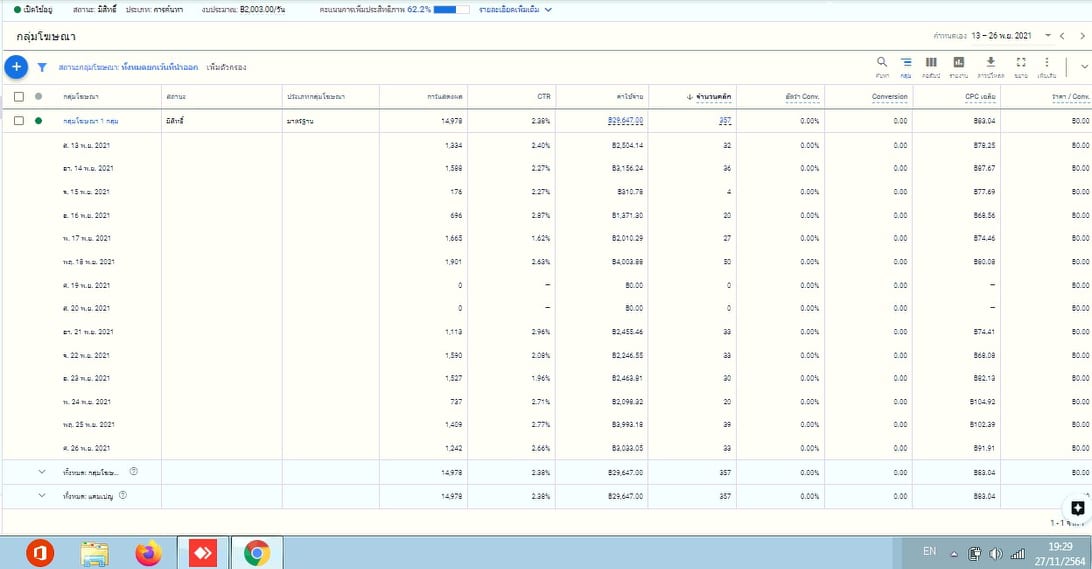 เปิดใช้อยู่ สถานะ: มีสิทธิ์ ประเภท: การค้นหา งบประมาณ: ฿2,003.00/วัน คะแนนการเพิ่มประสิทธิภาพ 62.2% รายละเอียดเพิ่มเติม
กลุ่มโฆษณา กำหนดเอง 13 – 26 พ.ย. 2021
สถานะกลุ่มโฆษณา: ทั้งหมดยกเว้นที่นำออก เพิ่มตัวกรอง ค้นหา กลุ่ม คอลัมน์ รายงาน ดาวน์โหลด ขยาย เพิ่มเติม
กลุ่มโฆษณา สถานะ ประเภทกลุ่มโฆษณา การแสดงผล CTR ค่าใช้จ่าย จำนวนคลิก อัตรา Conv. Conversion CPC เฉลี่ย ราคา / Conv.
กลุ่มโฆษณา 1 กลุ่ม มีสิทธิ์ มาตรฐาน 14,978 2.38% ฿29,647.00 357 0.00% 0.00 ฿83.04 ฿0.00
ส. 13 พ.ย. 2021 1,334 2.40% ฿2,504.14 32 0.00% 0.00 ฿78.25 ฿0.00
อา. 14 พ.ย. 2021 1,588 2.27% ฿3,156.24 36 0.00% 0.00 ฿87.67 ฿0.00
จ. 15 พ.ย. 2021 176 2.27% ฿310.78 4 0.00% 0.00 ฿77.69 ฿0.00
อ. 16 พ.ย. 2021 696 2.87% ฿1,371.30 20 0.00% 0.00 ฿68.56 ฿0.00
พ. 17 พ.ย. 2021 1,665 1.62% ฿2,010.29 27 0.00% 0.00 ฿74.46 ฿0.00
พฤ. 18 พ.ย. 2021 1,901 2.63% ฿4,003.88 50 0.00% 0.00 ฿80.08 ฿0.00
ศ. 19 พ.ย. 2021 0 – ฿0.00 0 0.00% 0.00 – ฿0.00
ส. 20 พ.ย. 2021 0 – ฿0.00 0 0.00% 0.00 – ฿0.00
อา. 21 พ.ย. 2021 1,113 2.96% ฿2,455.46 33 0.00% 0.00 ฿74.41 ฿0.00
จ. 22 พ.ย. 2021 1,590 2.08% ฿2,246.55 33 0.00% 0.00 ฿68.08 ฿0.00
อ. 23 พ.ย. 2021 1,527 1.96% ฿2,463.81 30 0.00% 0.00 ฿82.13 ฿0.00
พ. 24 พ.ย. 2021 737 2.71% ฿2,098.32 20 0.00% 0.00 ฿104.92 ฿0.00
พฤ. 25 พ.ย. 2021 1,409 2.77% ฿3,993.18 39 0.00% 0.00 ฿102.39 ฿0.00
ศ. 26 พ.ย. 2021 1,242 2.66% ฿3,033.05 33 0.00% 0.00 ฿91.91 ฿0.00
ทั้งหมด: กลุ่มโฆษ... 14,978 2.38% ฿29,647.00 357 0.00% 0.00 ฿83.04 ฿0.00
ทั้งหมด: แคมเปญ 14,978 2.38% ฿29,647.00 357 0.00% 0.00 ฿83.04
1 - 1 จาก 1
EN 19:29
27/11/2564